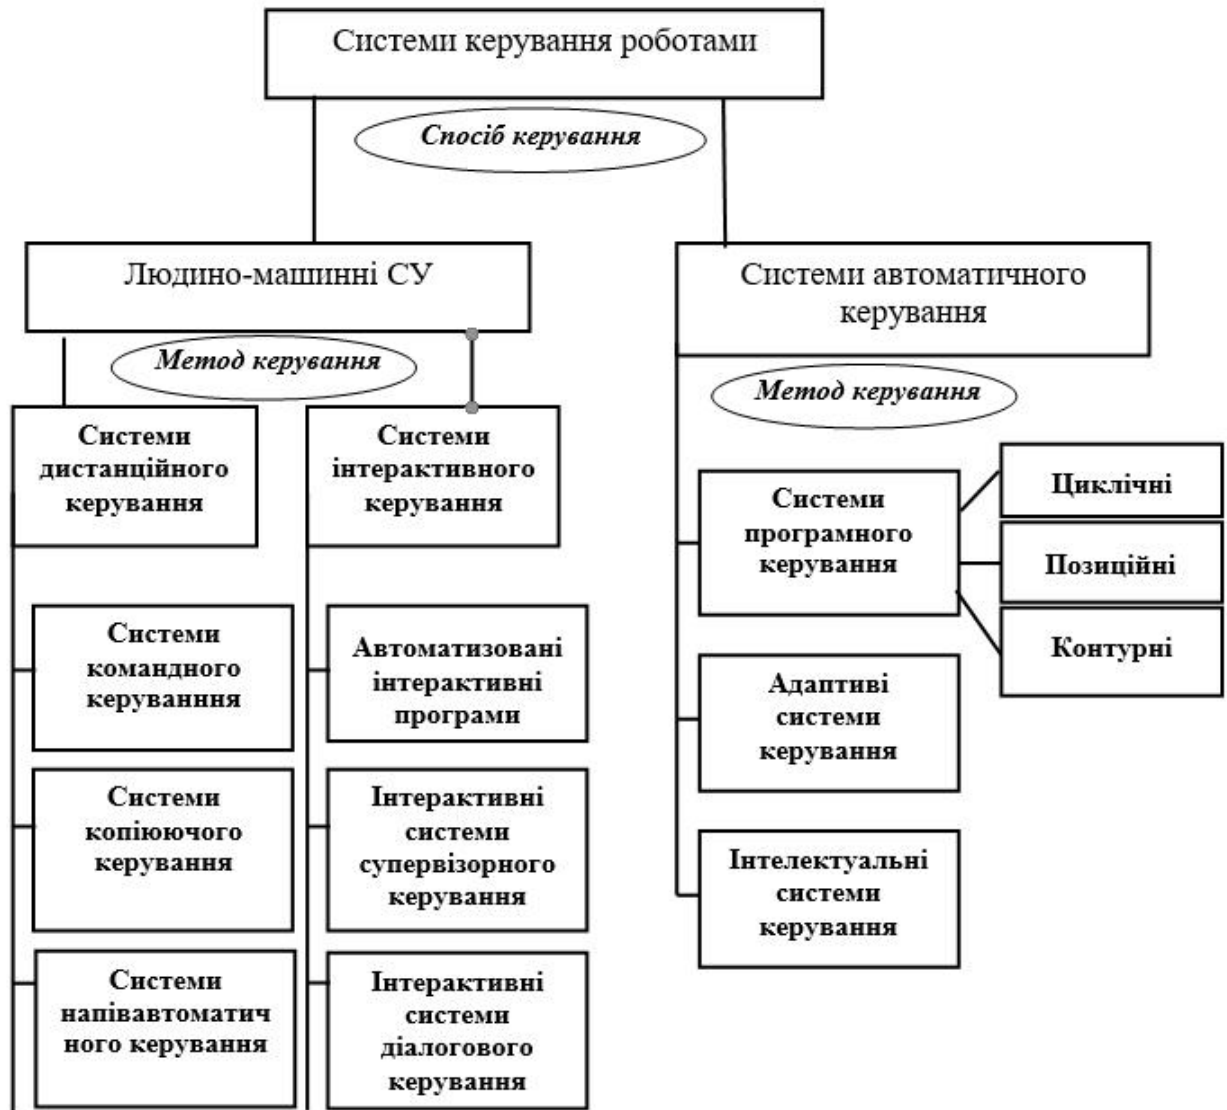 Системи керування роботами
Спосіб керування
Людино-машинні СУ
Системи автоматичного
керування
Метод керування
Метод керування
Системи
дистанційного
керування
Системи
інтерактивного
керування
Системи
програмного
керування
Циклічні
Позиційні
Контурні
Системи
командного
керуванння
Автоматизовані
інтерактивні
програми
Адаптиві
системи
керування
Системи
копіюючого
керування
Інтерактивні
системи
супервізорного
керування
Інтелектуальні
системи
керування
Системи
напівавтоматич
ного керування
Інтерактивні
системи
діалогового
керування